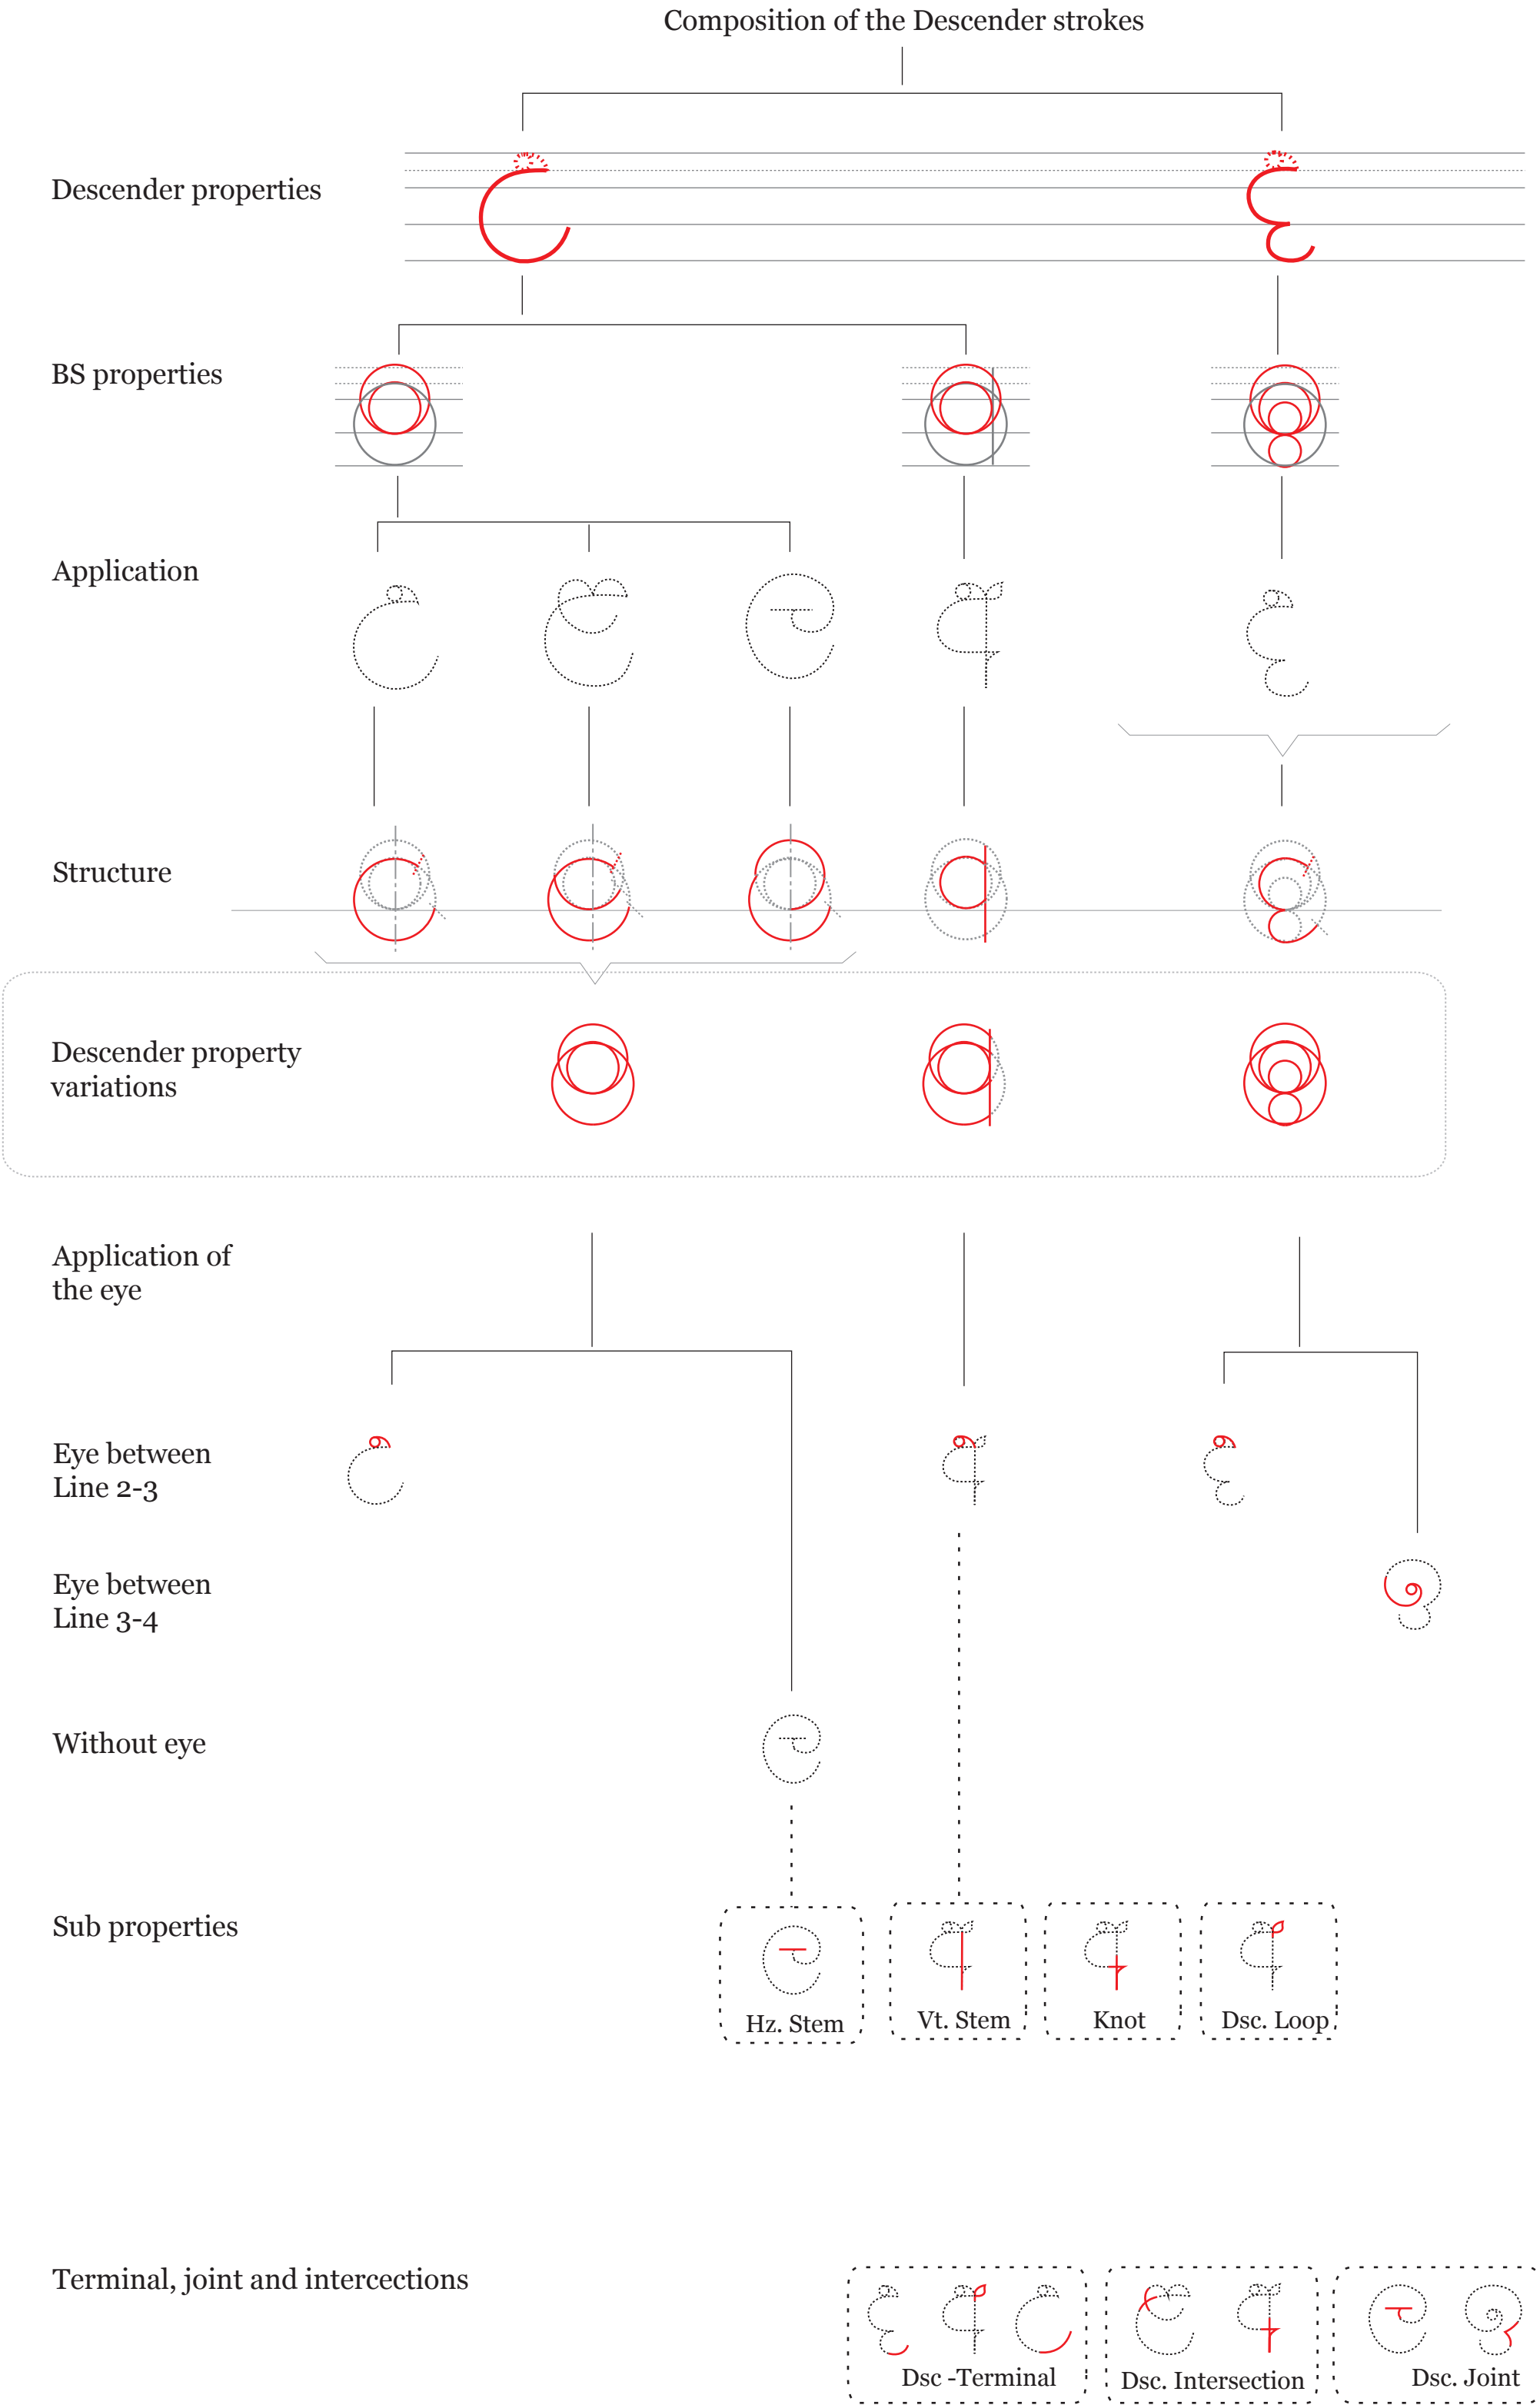 Composition of the Descender strokes
Descender properties
BS properties
Application
Structure
Descender property
variations
Application of
the eye
Eye between
Line 2-3
Eye between
Line 3-4
Without eye
Sub properties
Hz. Stem
Vt. Stem
Knot
Dsc. Loop
Terminal, joint and intercections
Dsc -Terminal
Dsc. Intersection
Dsc. Joint